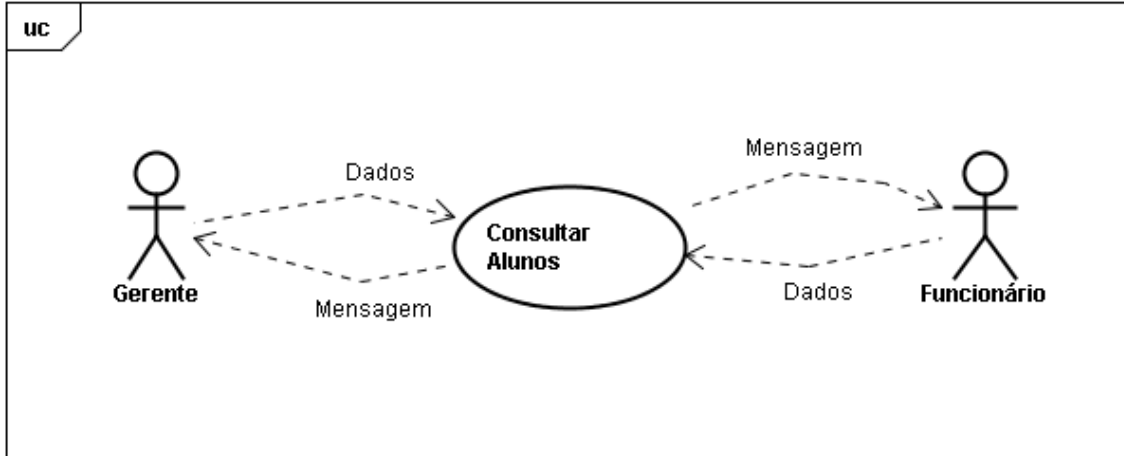 uc
Mensagem
Dados
Consultar
Alunos
Gerente
Mensagem
Dados
Funcionário